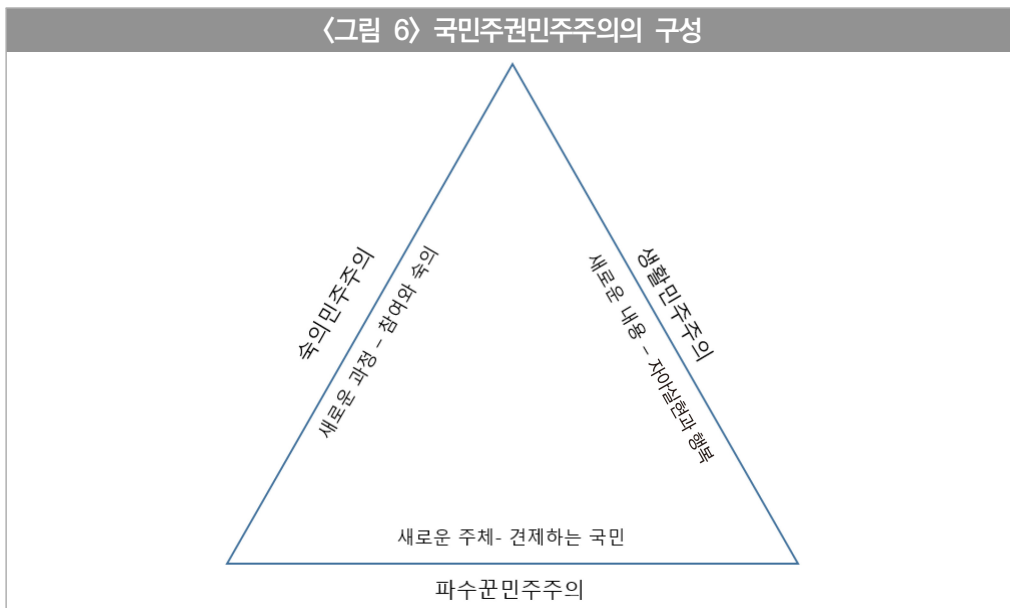 <그림 6> 국민주권민주주의의 구성
숙의민주주의
새로운 과정 – 참여와 숙의
생활민주주의
새로운 내용 – 자아실현과 행복
새로운 주체- 견제하는 국민
파수꾼민주주의